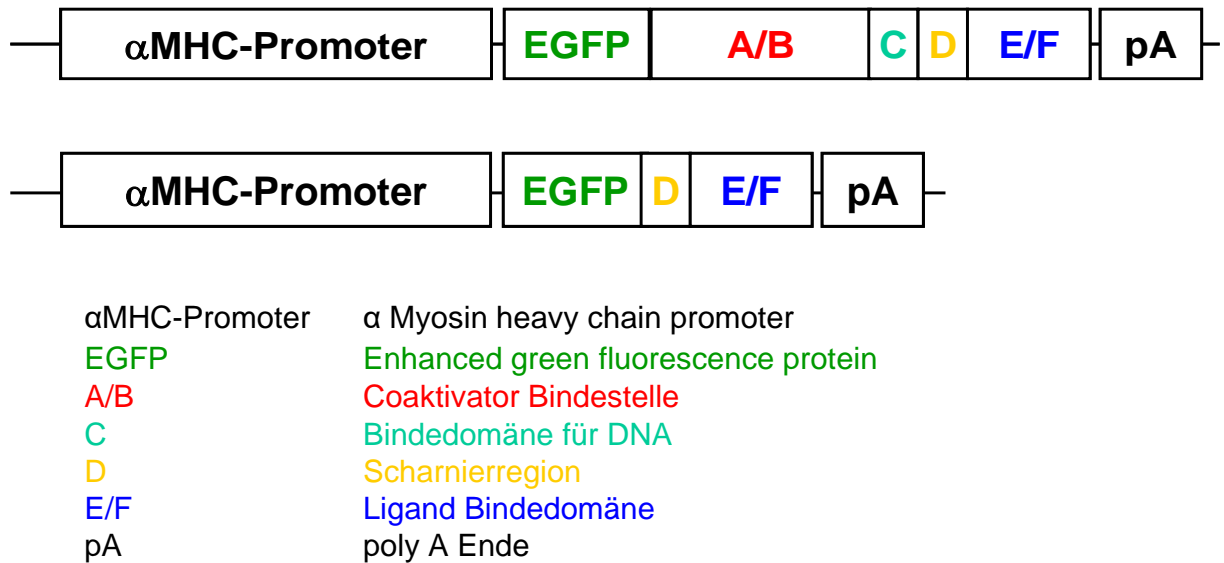 αMHC-Promoter EGFP A/B C D E/F pA
αMHC-Promoter EGFP D E/F pA
αMHC-Promoter α Myosin heavy chain promoter
EGFP Enhanced green fluorescence protein
A/B Coaktivator Bindestelle
C Bindedomäne für DNA
D Scharnierregion
E/F Ligand Bindedomäne
pA poly A Ende